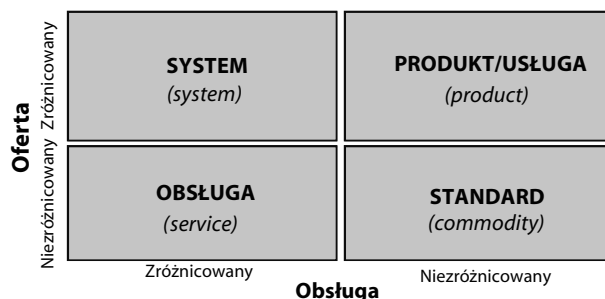 Oferta
Zróżnicowany
Niezróżnicowany
SYSTEM
(system)
PRODUKT/USŁUGA
(product)
OBSŁUGA
(service)
STANDARD
(commodity)
Zróżnicowany
Niezróżnicowany
Obsługa